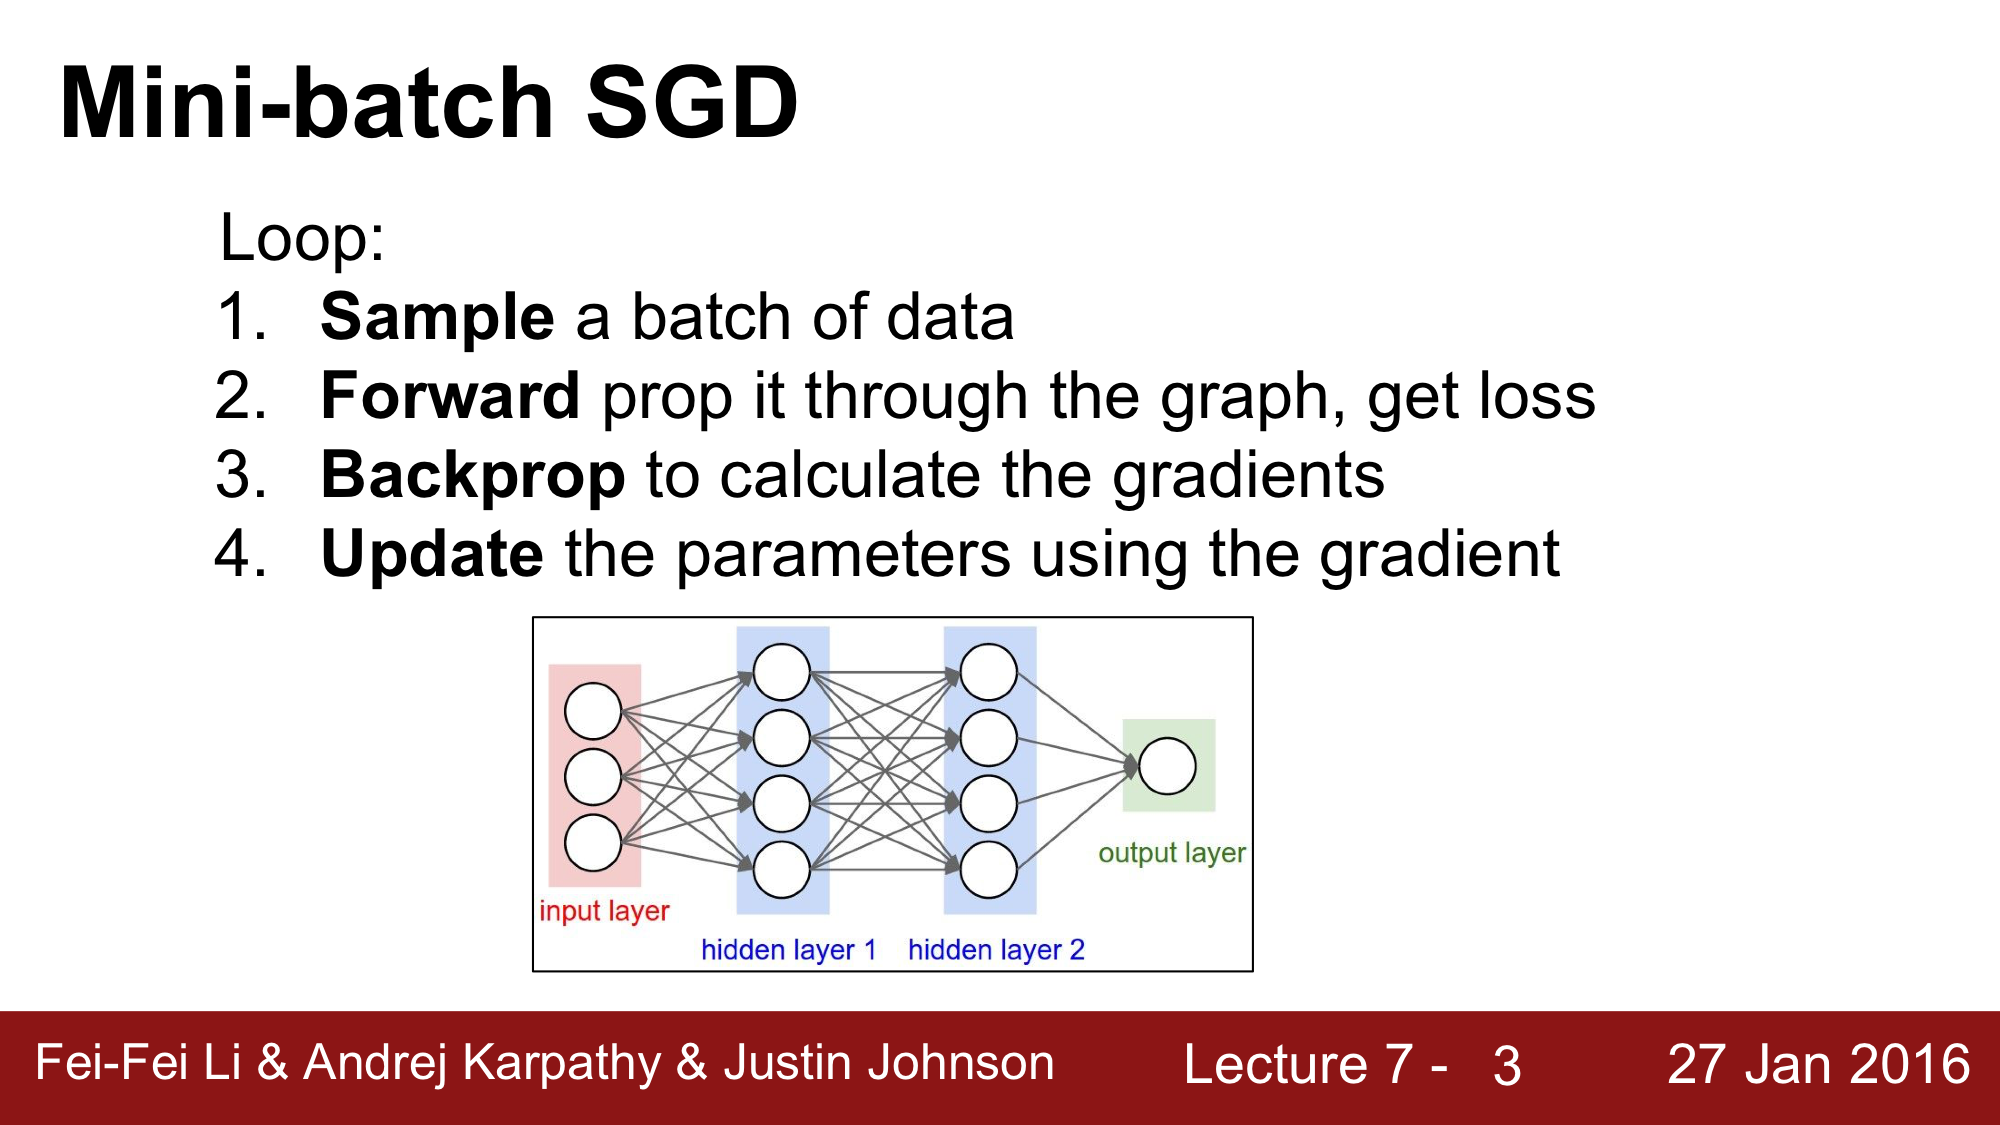 Mini-batch SGD
Loop:
1. Sample a batch of data
2. Forward prop it through the graph, get loss
3. Backprop to calculate the gradients
4. Update the parameters using the gradient
input layer
hidden layer 1
hidden layer 2
output layer
Fei-Fei Li & Andrej Karpathy & Justin Johnson
Lecture 7 - 3
27 Jan 2016